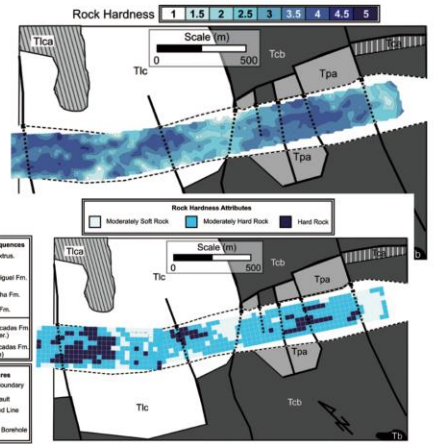 Rock Hardness 1 1.5 2 2.5 3 3.5 4 4.5 5
Scale (m)
0 500
Tlca
Tlc
Tcb
Tpa
Tpa
Rock Hardness Attributes
Moderately Soft Rock Moderately Hard Rock Hard Rock
Scale (m)
0 500
Tlca
Tpa
Tpa
Tlc
Tcb
Tb
quences
xtrus.
iguel Fm.
ha Fm.
Fm.
cadas Fm.
er.)
cadas Fm.
e)
res
oundary
ault
d Line
Borehole